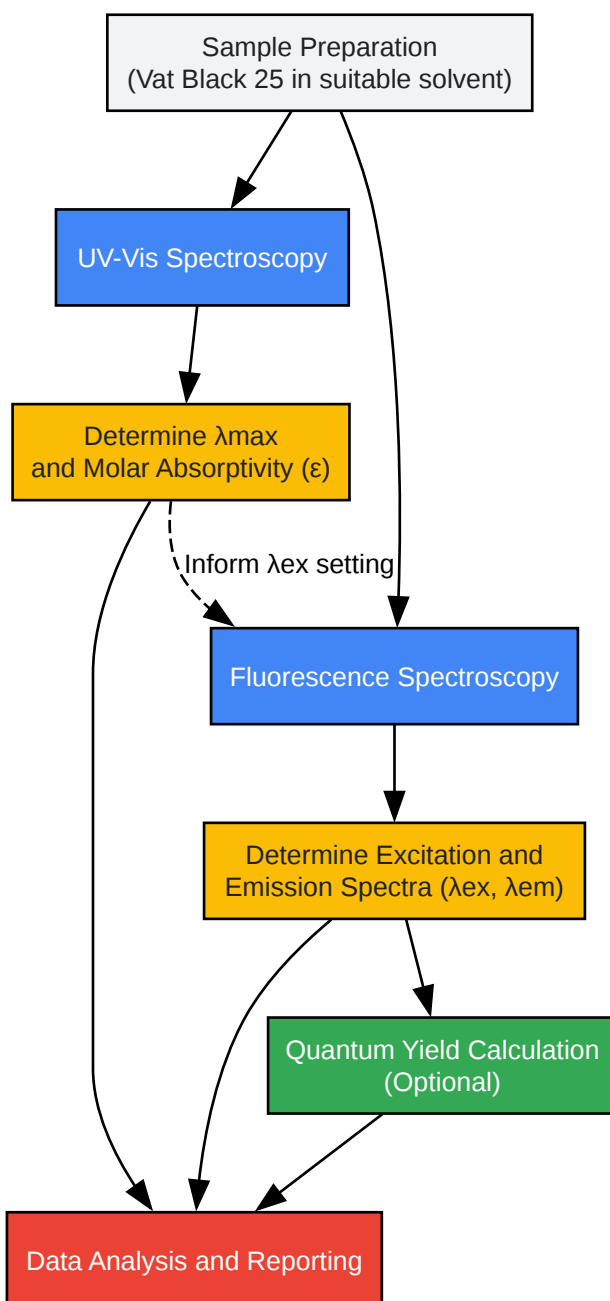 Sample Preparation
(Vat Black 25 in suitable solvent)
UV-Vis Spectroscopy
Determine λmax
and Molar Absorptivity (ε)
Inform λex setting
Fluorescence Spectroscopy
Determine Excitation and
Emission Spectra (λex, λem)
Quantum Yield Calculation
(Optional)
Data Analysis and Reporting